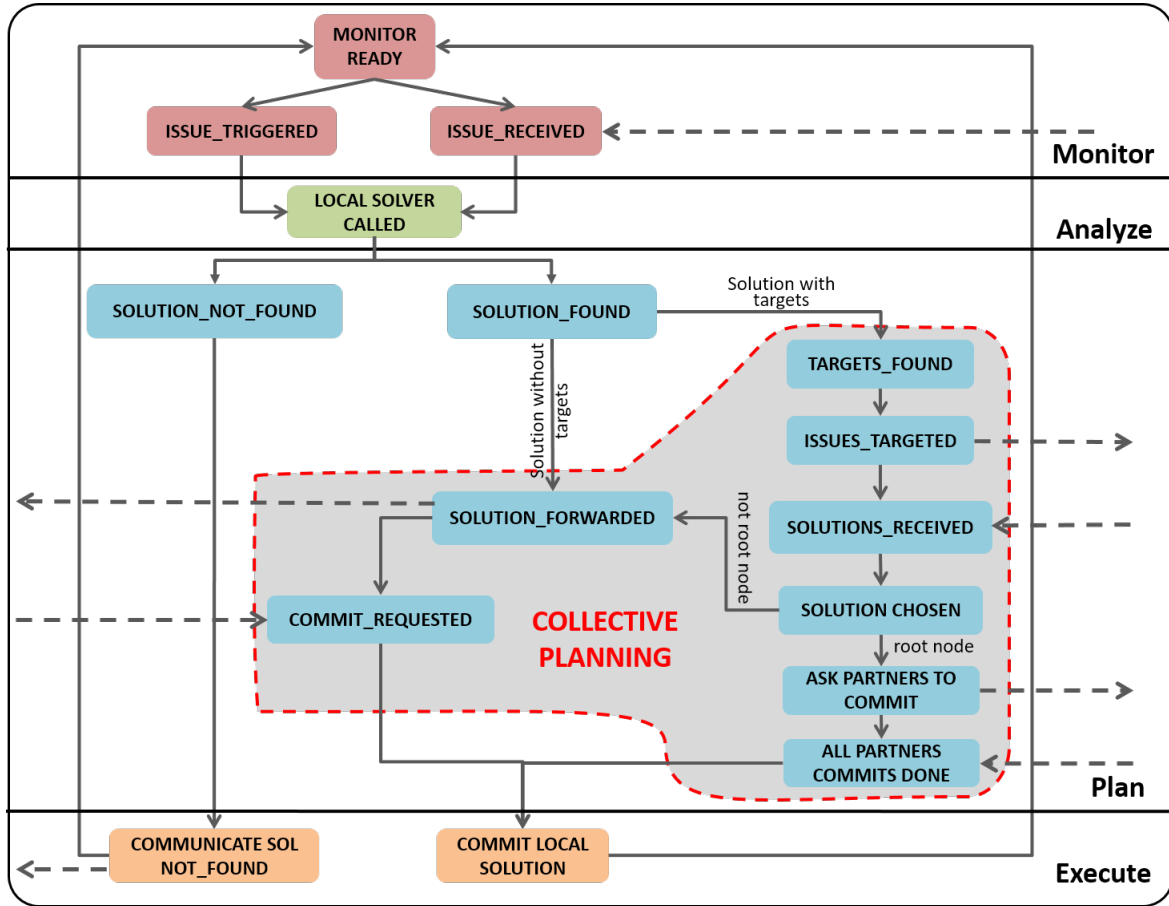 MONITOR
READY
ISSUE_TRIGGERED
ISSUE_RECEIVED
Monitor
LOCAL SOLVER
CALLED
Analyze
SOLUTION_NOT_FOUND
SOLUTION_FOUND
Solution with
targets
Solution without
targets
TARGETS_FOUND
ISSUES_TARGETED
SOLUTION_FORWARDED
not root node
SOLUTIONS_RECEIVED
COMMIT_REQUESTED
COLLECTIVE
PLANNING
SOLUTION CHOSEN
root node
ASK PARTNERS TO
COMMIT
ALL PARTNERS
COMMITS DONE
Plan
COMMUNICATE SOL
NOT_FOUND
COMMIT LOCAL
SOLUTION
Execute